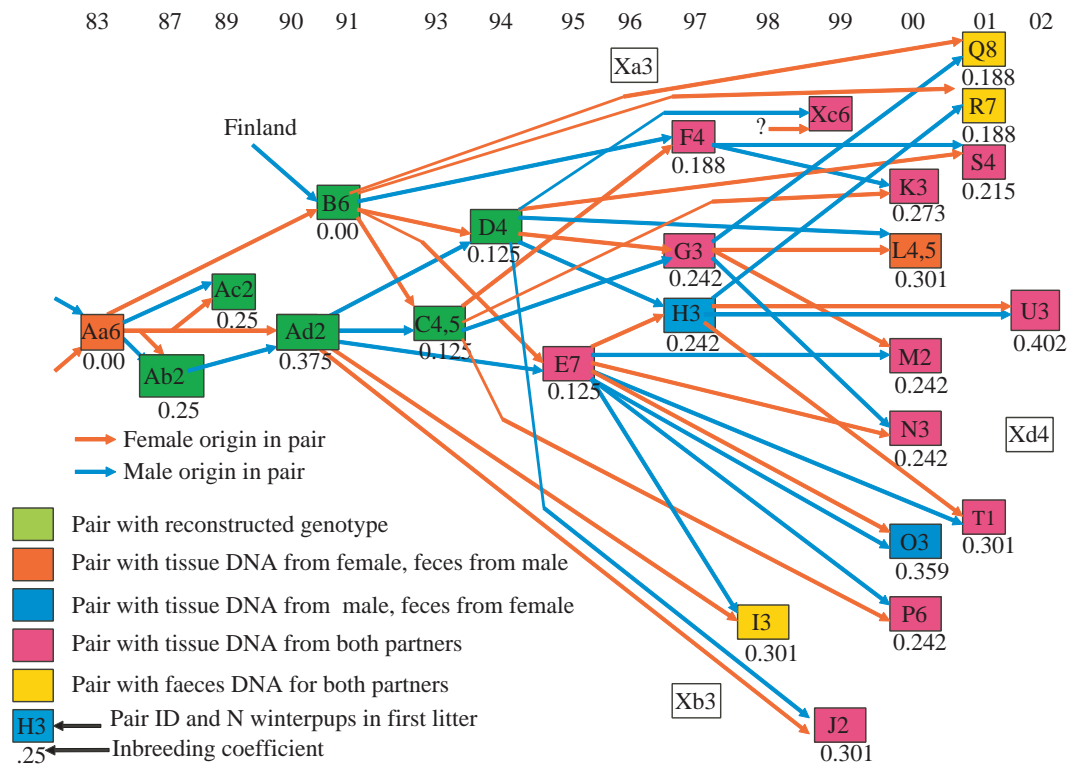 83 87 89 90 91 93 94 95 96 97 98 99 00 01 02
Q8
0.188
Xa3
R7
0.188
Xc6
?
Finland
F4
0.188
S4
0.215
K3
0.273
B6
0.00
D4
0.125
G3
0.242
L4,5
0.301
Ac2
0.25
Aa6
0.00
Ad2
0.375
C4,5
0.125
H3
0.242
U3
0.402
Ab2
0.25
E7
0.125
M2
0.242
N3
0.242
Xd4
Female origin in pair
Male origin in pair
T1
0.301
O3
0.359
P6
0.242
I3
0.301
Xb3
J2
0.301
Pair with reconstructed genotype
Pair with tissue DNA from female, feces from male
Pair with tissue DNA from male, feces from female
Pair with tissue DNA from both partners
Pair with faeces DNA for both partners
H3 Pair ID and N winterpups in first litter
.25 Inbreeding coefficient